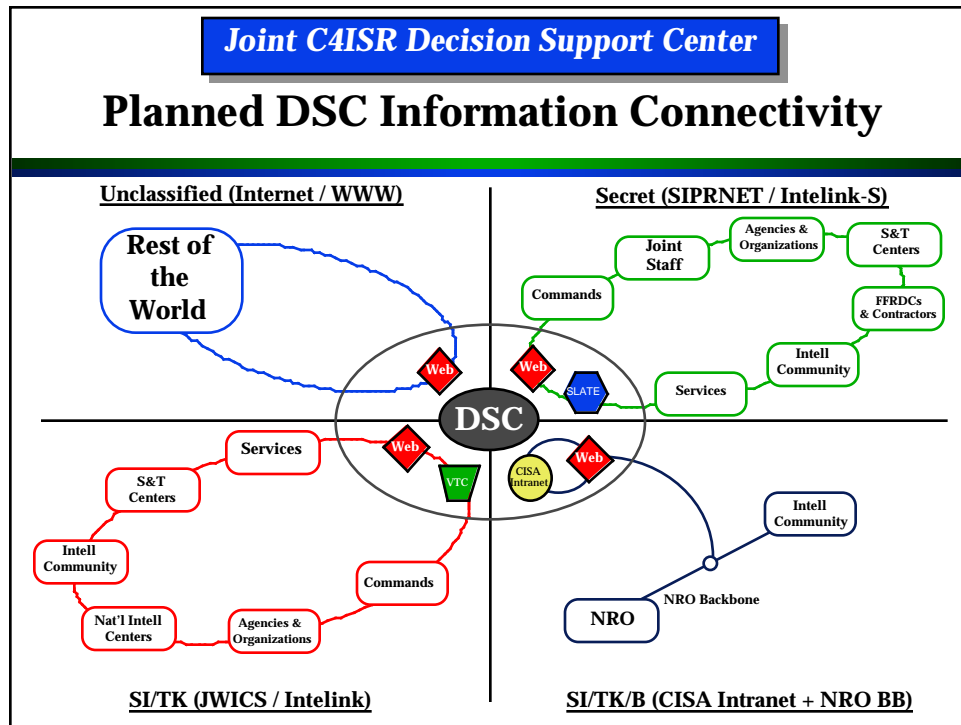 Joint C4ISR Decision Support Center
Planned DSC Information Connectivity
Unclassified (Internet / WWW)
Rest of
the
World
Web
Secret (SIPRNET / Intelink-S)
Commands
Joint
Staff
Agencies &
Organizations
S&T
Centers
FFRDCs
& Contractors
Intell
Community
Services
SLATE
Web
DSC
Services
S&T
Centers
Intell
Community
Nat'l Intell
Centers
Agencies &
Organizations
Commands
Web
VTC
SI/TK (JWICS / Intelink)
CISA
Intranet
Web
Intell
Community
NRO Backbone
NRO
SI/TK/B (CISA Intranet + NRO BB)